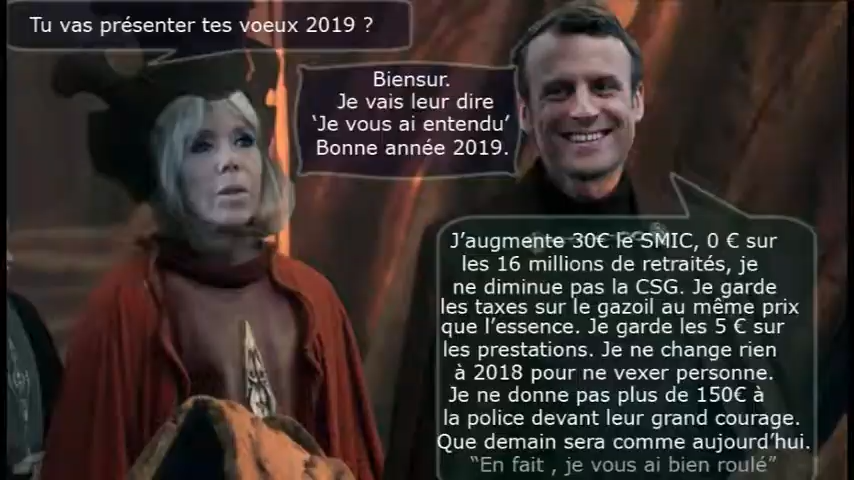 Tu vas présenter tes voeux 2019 ?
Biensur.
Je vais leur dire
‘Je vous ai entendu’
Bonne année 2019.
J’augmente 30€ le SMIC, 0 € sur
les 16 millions de retraités, je
ne diminue pas la CSG. Je garde
les taxes sur le gazoil au même prix
que l’essence. Je garde les 5 € sur
les prestations. Je ne change rien
à 2018 pour ne vexer personne.
Je ne donne pas plus de 150€ à
la police devant leur grand courage.
Que demain sera comme aujourd’hui.
“En fait , je vous ai bien roulé”